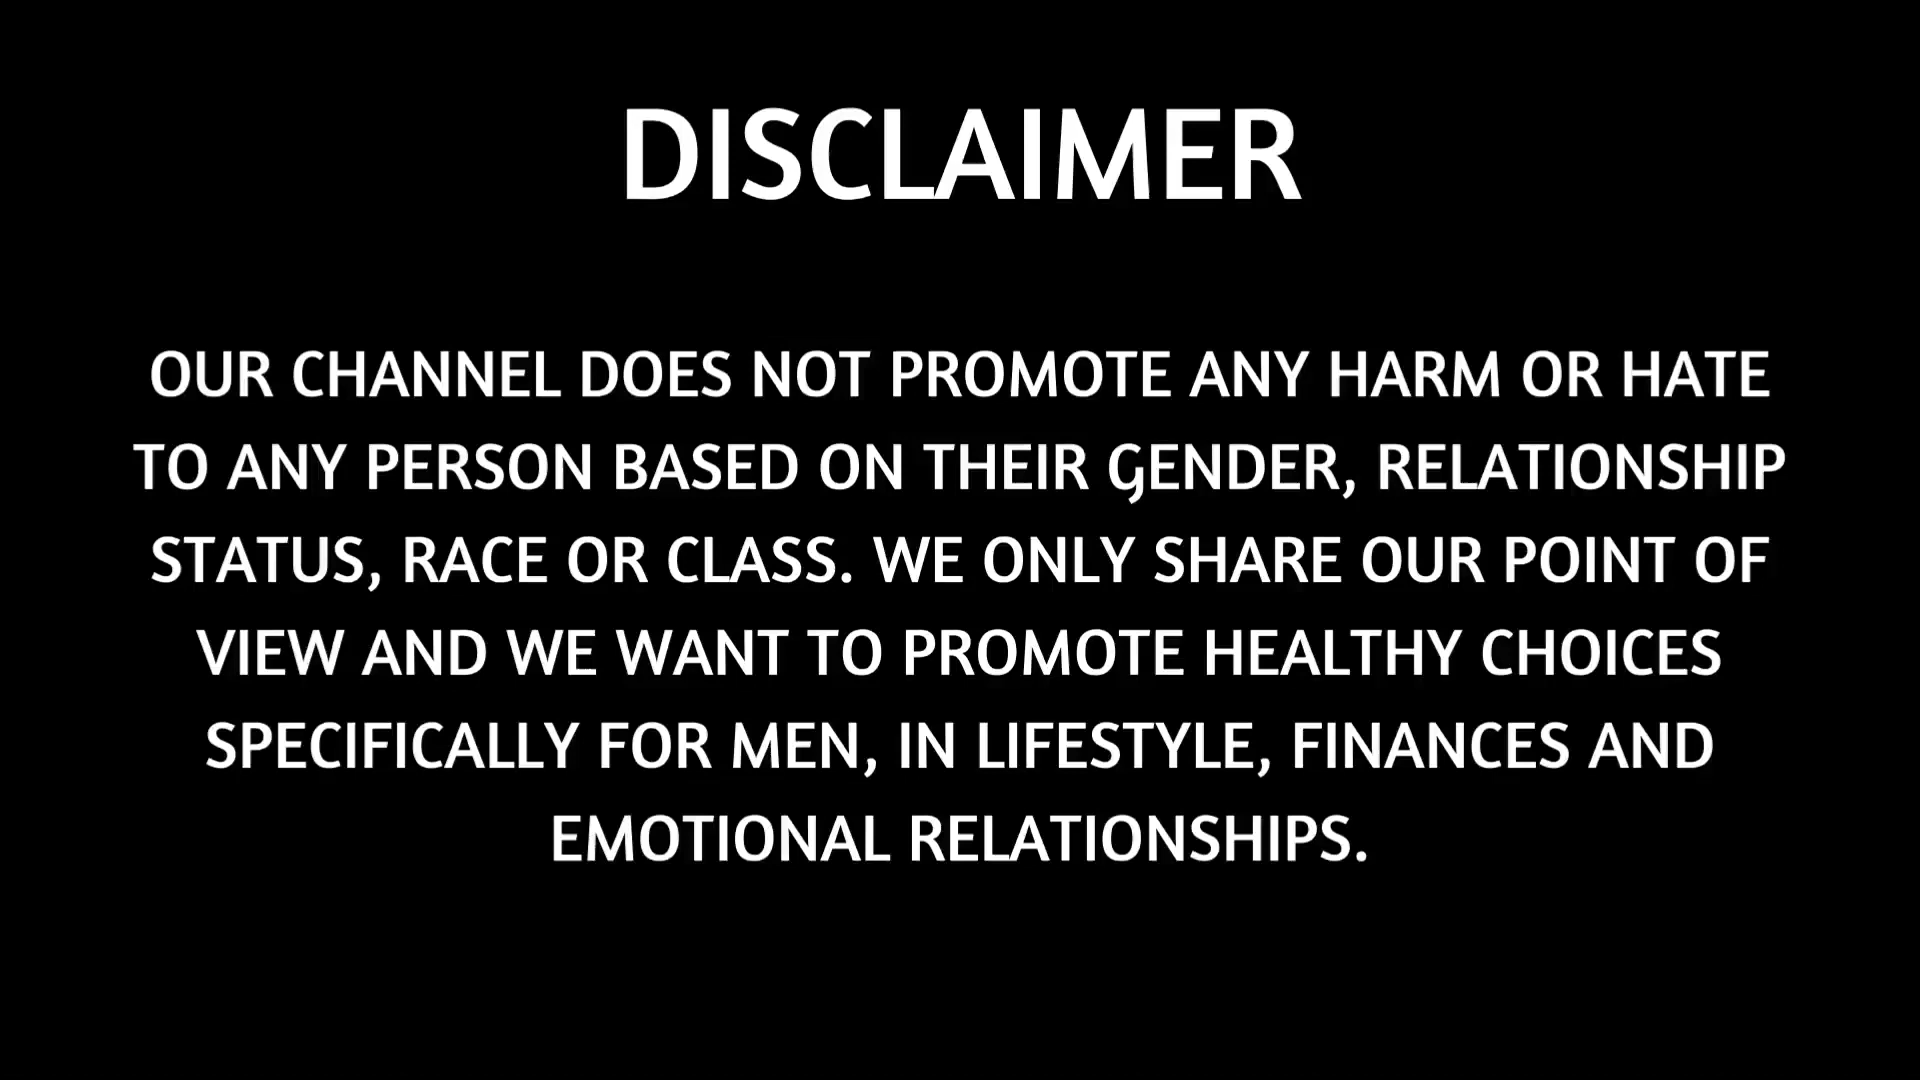 DISCLAIMER
OUR CHANNEL DOES NOT PROMOTE ANY HARM OR HATE
TO ANY PERSON BASED ON THEIR GENDER, RELATIONSHIP
STATUS, RACE OR CLASS. WE ONLY SHARE OUR POINT OF
VIEW AND WE WANT TO PROMOTE HEALTHY CHOICES
SPECIFICALLY FOR MEN, IN LIFESTYLE, FINANCES AND
EMOTIONAL RELATIONSHIPS.